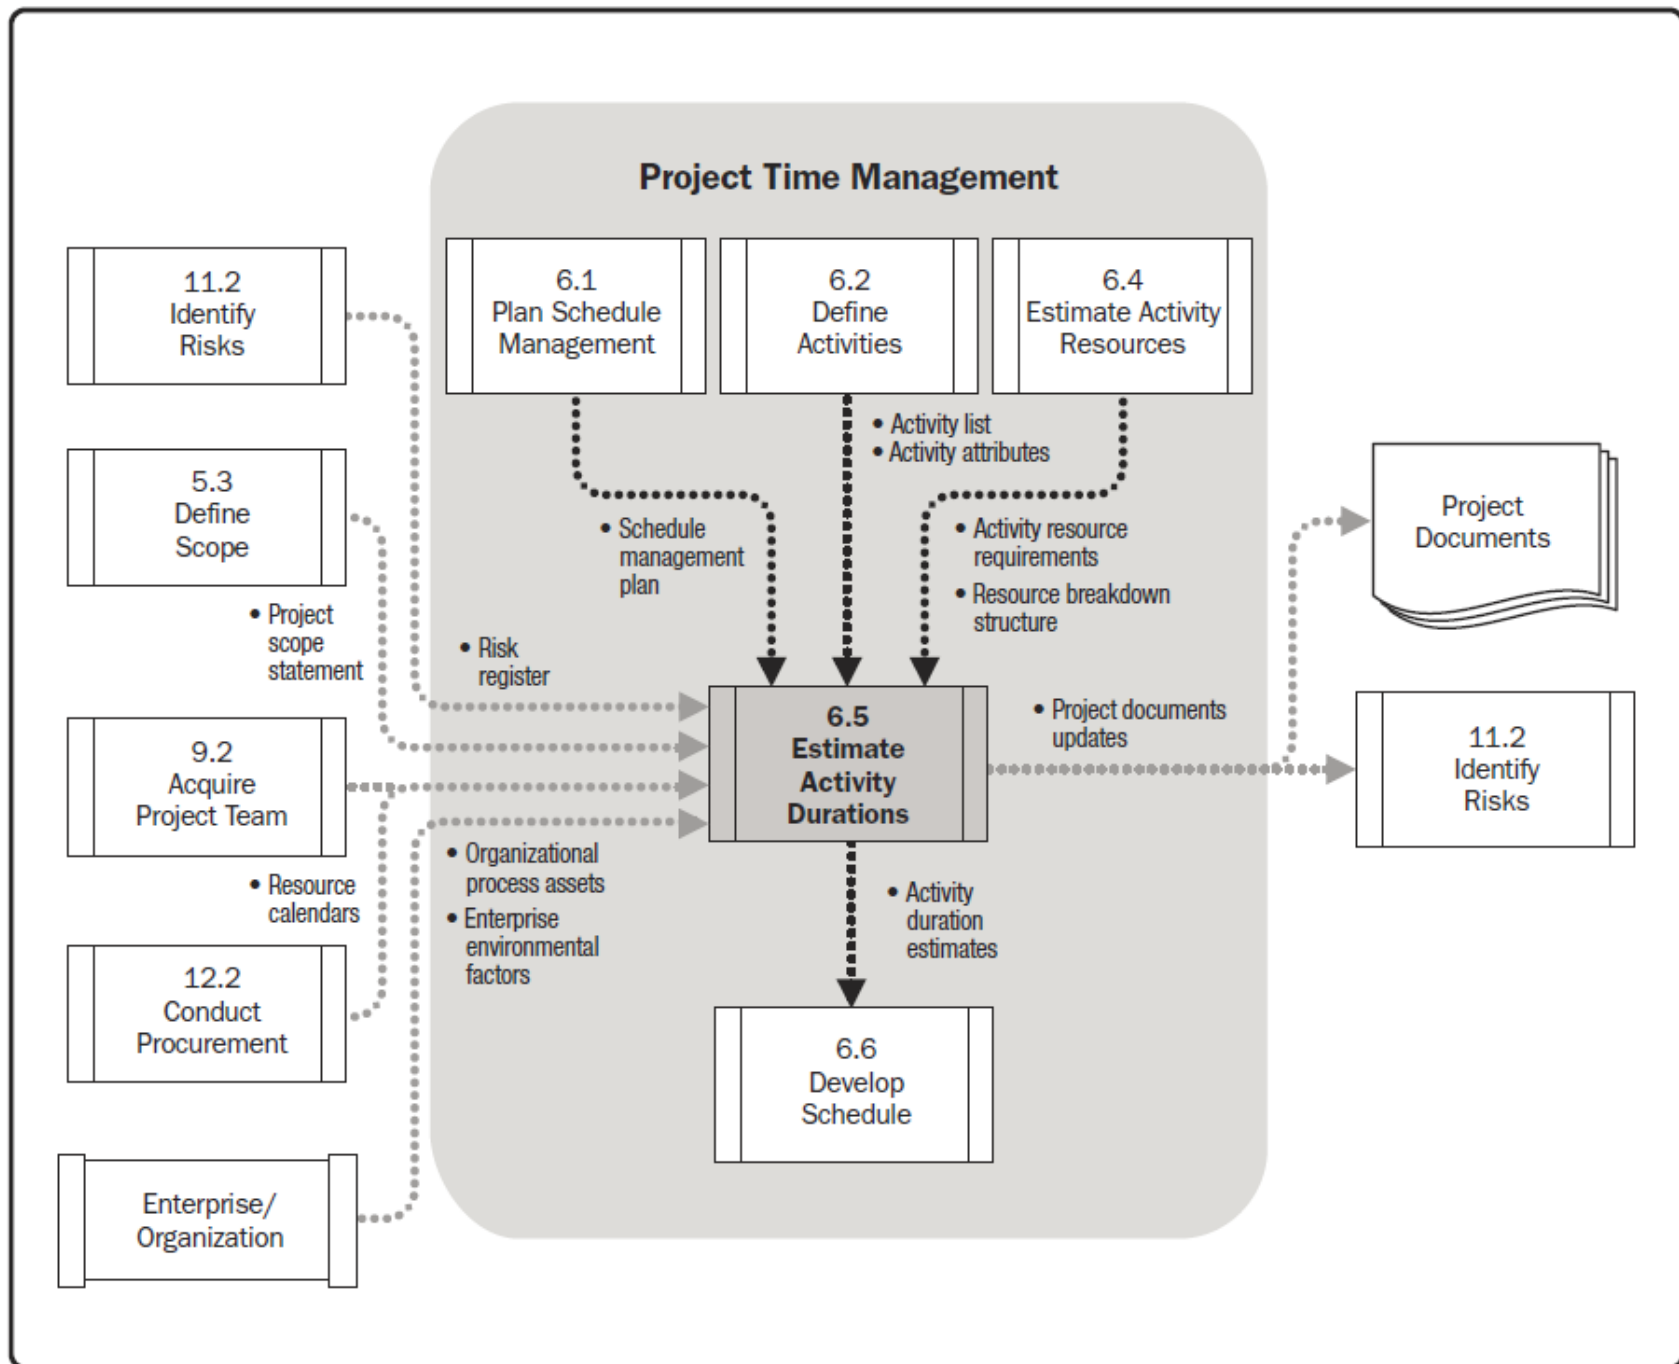 Project Time Management
11.2
Identify
Risks
6.1
Plan Schedule
Management
6.2
Define
Activities
6.4
Estimate Activity
Resources
• Activity list
• Activity attributes
5.3
Define
Scope
• Schedule
management
plan
• Activity resource
requirements
• Resource breakdown
structure
Project
Documents
• Project
scope
statement
• Risk
register
9.2
Acquire
Project Team
6.5
Estimate
Activity
Durations
• Project documents
updates
11.2
Identify
Risks
• Resource
calendars
• Organizational
process assets
• Enterprise
environmental
factors
• Activity
duration
estimates
12.2
Conduct
Procurement
6.6
Develop
Schedule
Enterprise/
Organization